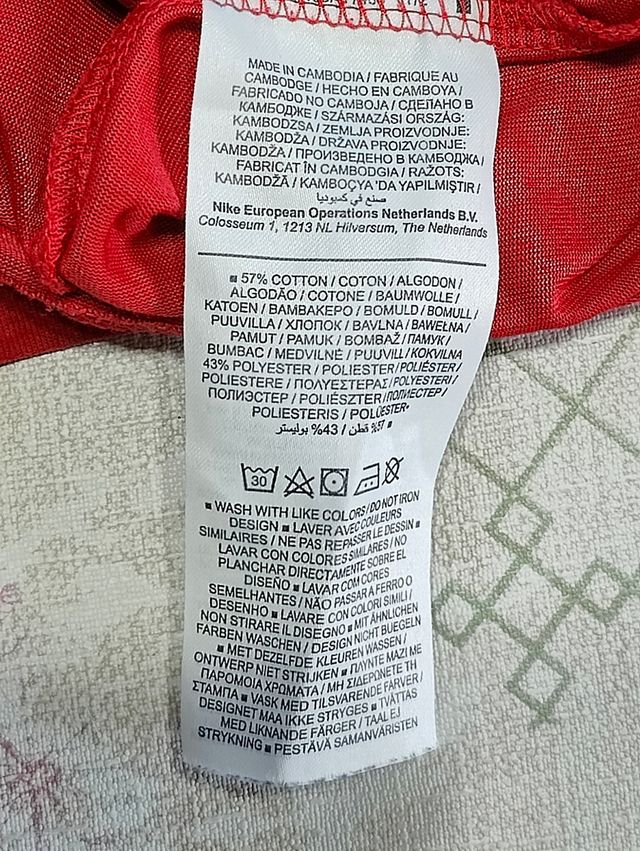 MADE IN CAMBODIA / FABRIQUE AU
CAMBODGE / HECHO EN CAMBOYA /
FABRICADO NO CAMBOJA / СДЕЛАНО В
КАМБОДЖЕ / SZÁRMAZÁSI ORSZÁG:
KAMBODZSA / ZEMLJA PROIZVODNJE:
KAMBODŽA / DRŽAVA PROIZVODNJE:
KAMBODŽA / ПРОИЗВЕДЕНО В КАМБОДЖА /
FABRICAT ÎN CAMBODGIA / RAŽOTS:
KAMBODŽĀ / KAMBOÇYA 'DA YAPILMIŞTIR /
صنع في كمبوديا
Nike European Operations Netherlands B.V.
Colosseum 1, 1213 NL Hilversum, The Netherlands
■ 57% COTTON / COTON / ALGODON /
ALGODÃO / COTONE / BAUMWOLLE /
KATOEN / ΒΑΜΒΑΚΕΡΟ / BOMULD / BOMULL /
PUUVILLA / ХЛОПОК / BAVLNA / BAWEŁNA /
PAMUT / PAMUK / BOMBAŽ / ПАМУК /
BUMBAC / MEDVILNĖ / PUUVILL / KOKVILNA
43% POLYESTER / POLIESTER / POLIÉSTER /
POLIESTERE / ΠΟΛΥΕΣΤΕΡΑΣ / POLYESTERI /
ПОЛИЭСТЕР / POLIÉSZTER / ПОЛИЕСТЕР /
POLIESTERIS / POLÜESTER
■ 57% قطن / 43% بوليستر
30
■ WASH WITH LIKE COLORS / DO NOT IRON
DESIGN ■ LAVER AVEC COULEURS
SIMILAIRES / NE PAS REPASSER LE DESSIN ■
LAVAR CON COLORES SIMILARES / NO
PLANCHAR DIRECTAMENTE SOBRE EL
DISEÑO ■ LAVAR COM CORES
SEMELHANTES / NÃO PASSAR A FERRO O
DESENHO ■ LAVARE CON COLORI SIMILI /
NON STIRARE IL DISEGNO ■ MIT ÄHNLICHEN
FARBEN WASCHEN / DESIGN NICHT BUEGELN
■ MET DEZELFDE KLEUREN WASSEN /
ONTWERP NIET STRIJKEN ■ ΠΛΥΝΤΕ ΜΑΖΙ ΜΕ
ΠΑΡΟΜΟΙΑ ΧΡΩΜΑΤΑ / ΜΗ ΣΙΔΕΡΩΝΕΤΕ ΤΗ
ΣΤΑΜΠΑ ■ VASK MED TILSVARENDE FARVER /
DESIGNET MAA IKKE STRYGES ■ TVÄTTAS
MED LIKNANDE FÄRGER / TAAL EJ
STRYKNING ■ PESTÄVÄ SAMANVÄRISTEN